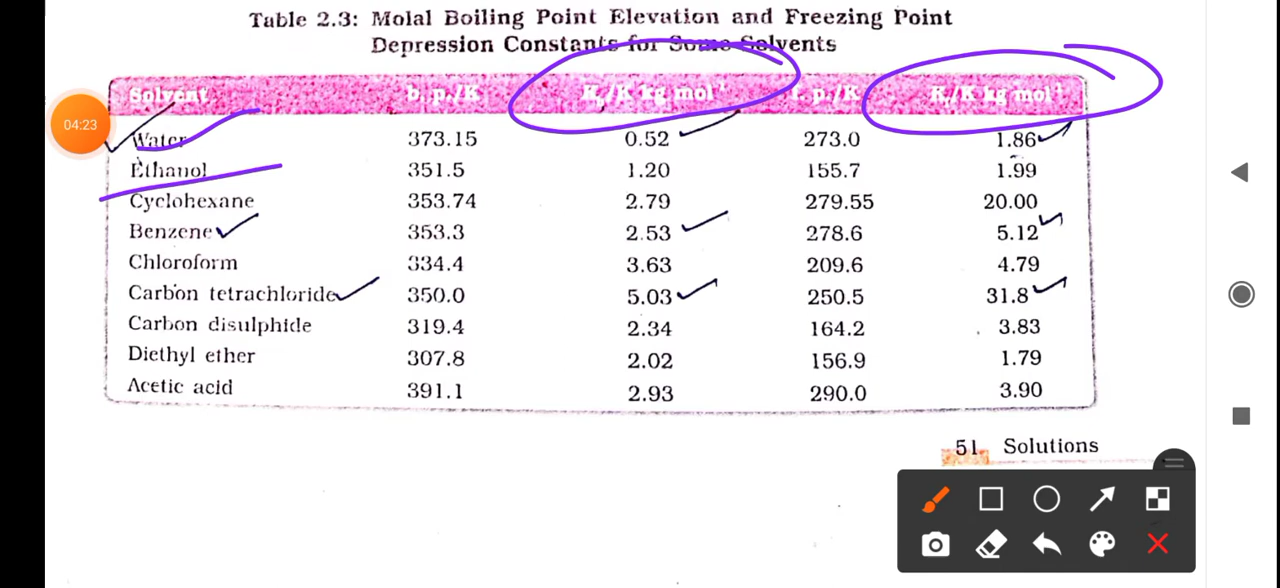 Table 2.3: Molal Boiling Point Elevation and Freezing Point
Depression Constants for Some Solvents
Solvent b. p./K K_b/K kg mol⁻¹ f. p./K K_f/K kg mol⁻¹
04:23
Water 373.15 0.52 273.0 1.86
Ethanol 351.5 1.20 155.7 1.99
Cyclohexane 353.74 2.79 279.55 20.00
Benzene 353.3 2.53 278.6 5.12
Chloroform 334.4 3.63 209.6 4.79
Carbon tetrachloride 350.0 5.03 250.5 31.8
Carbon disulphide 319.4 2.34 164.2 3.83
Diethyl ether 307.8 2.02 156.9 1.79
Acetic acid 391.1 2.93 290.0 3.90
51 Solutions